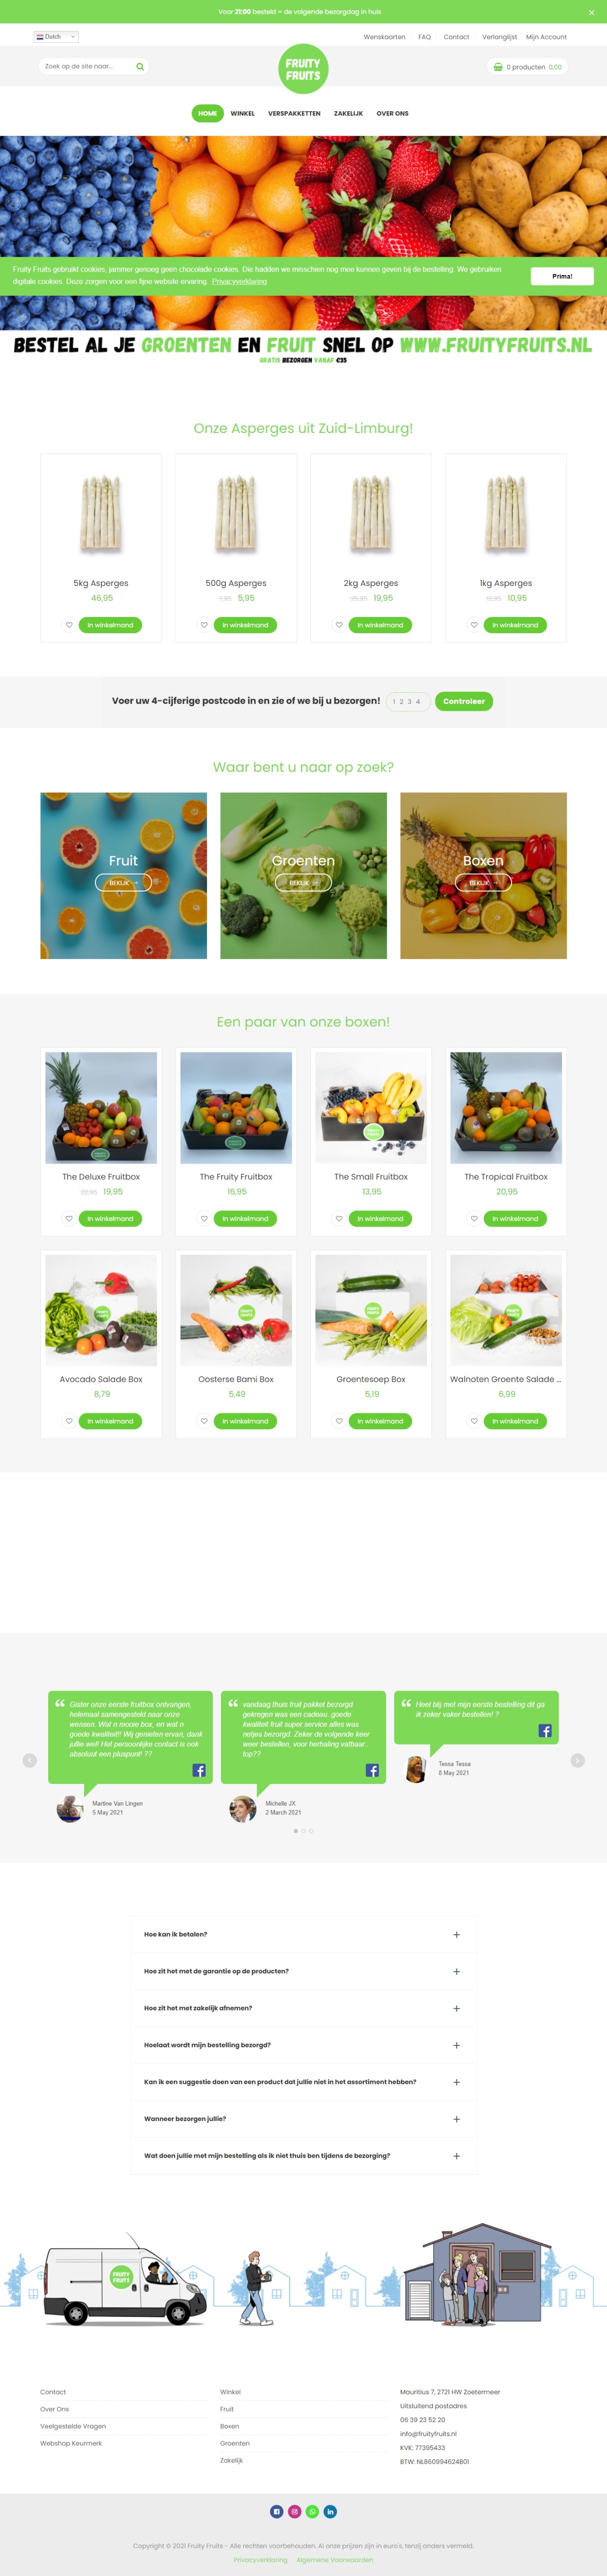 Voor 21:00 besteld = de volgende bezorgdag in huis
Dutch
Wenskaarten FAQ Contact Verlanglijst Mijn Account
Zoek op de site naar...
FRUITY FRUITS
0 producten 0,00
HOME WINKEL VERSPAKKETTEN ZAKELIJK OVER ONS
Fruity Fruits gebruikt cookies, jammer genoeg geen chocolade cookies. Die hadden we misschien nog mee kunnen geven bij de bestelling. We gebruiken
digitale cookies. Deze zorgen voor een fijne website ervaring. Privacyverklaring
Prima!
BESTEL AL JE GROENTEN EN FRUIT SNEL OP WWW.FRUITYFRUITS.NL
GRATIS BEZORGEN VANAF €35
Onze Asperges uit Zuid-Limburg!
5kg Asperges
46,95
In winkelmand
500g Asperges
7,95 5,95
In winkelmand
2kg Asperges
19,95
In winkelmand
1kg Asperges
10,95
In winkelmand
Voer uw 4-cijferige postcode in en zie of we bij u bezorgen! 1 2 3 4 Controleer
Waar bent u naar op zoek?
Fruit
BEKIJK →
Groenten
BEKIJK →
Boxen
BEKIJK →
Een paar van onze boxen!
The Deluxe Fruitbox
19,95
In winkelmand
The Fruity Fruitbox
16,95
In winkelmand
The Small Fruitbox
13,95
In winkelmand
The Tropical Fruitbox
20,95
In winkelmand
Avocado Salade Box
8,79
In winkelmand
Oosterse Bami Box
5,49
In winkelmand
Groentesoep Box
5,19
In winkelmand
Walnoten Groente Salade ...
6,99
In winkelmand
Gister onze eerste fruitbox ontvangen,
helemaal samengesteld naar onze
wensen. Wat n mooie box, en wat n
goede kwaliteit!! Wij genieten ervan, dank
jullie wel! Het persoonlijke contact is ook
absoluut een pluspunt! ??
Martine Van Lingen
5 May 2021
vandaag thuis fruit pakket bezorgd
gekregen was een cadeau..goede
kwaliteit fruit super service alles was
netjes bezorgd. Zeker de volgende keer
weer bestellen, voor herhaling vatbaar..
top??
Michelle JX
2 March 2021
Heel blij met mijn eerste bestelling dit ga
ik zeker vaker bestellen! ?
Tessa Tessa
8 May 2021
Hoe kan ik betalen?
Hoe zit het met de garantie op de producten?
Hoe zit het met zakelijk afnemen?
Hoelaat wordt mijn bestelling bezorgd?
Kan ik een suggestie doen van een product dat jullie niet in het assortiment hebben?
Wanneer bezorgen jullie?
Wat doen jullie met mijn bestelling als ik niet thuis ben tijdens de bezorging?
FRUITY FRUITS
Contact
Over Ons
Veelgestelde Vragen
Webshop Keurmerk
Winkel
Fruit
Boxen
Groenten
Zakelijk
Mauritius 7, 2721 HW Zoetermeer
Uitsluitend postadres
06 39 23 52 20
info@fruityfruits.nl
KVK: 77395433
BTW: NL860994624B01
Copyright © 2021 Fruity Fruits - Alle rechten voorbehouden. Al onze prijzen zijn in euro's, tenzij anders vermeld.
Privacyverklaring Algemene Voorwaarden